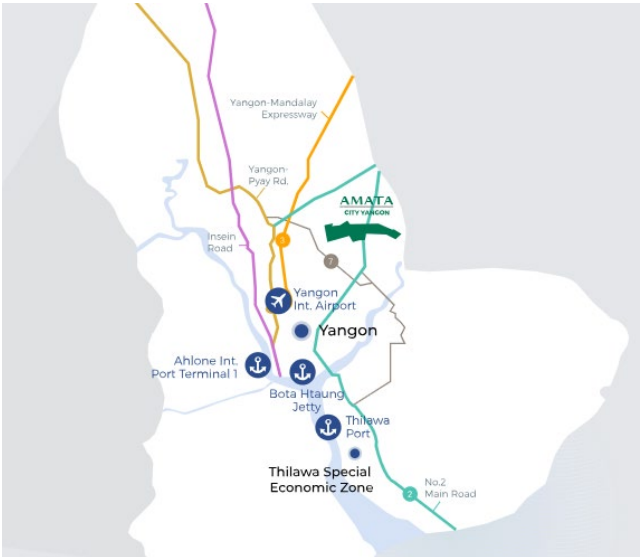 Yangon-Mandalay
Expressway
Yangon-
Pyay Rd.
AMATA
CITY YANGON
Insein
Road
3
7
Yangon
Int. Airport
Yangon
Ahlone Int.
Port Terminal 1
Bota Htaung
Jetty
Thilawa
Port
Thilawa Special
Economic Zone
No.2
Main Road
2